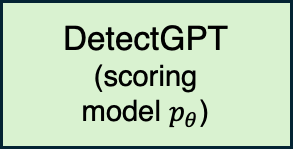 DetectGPT
(scoring
model 𝑝𝜃)